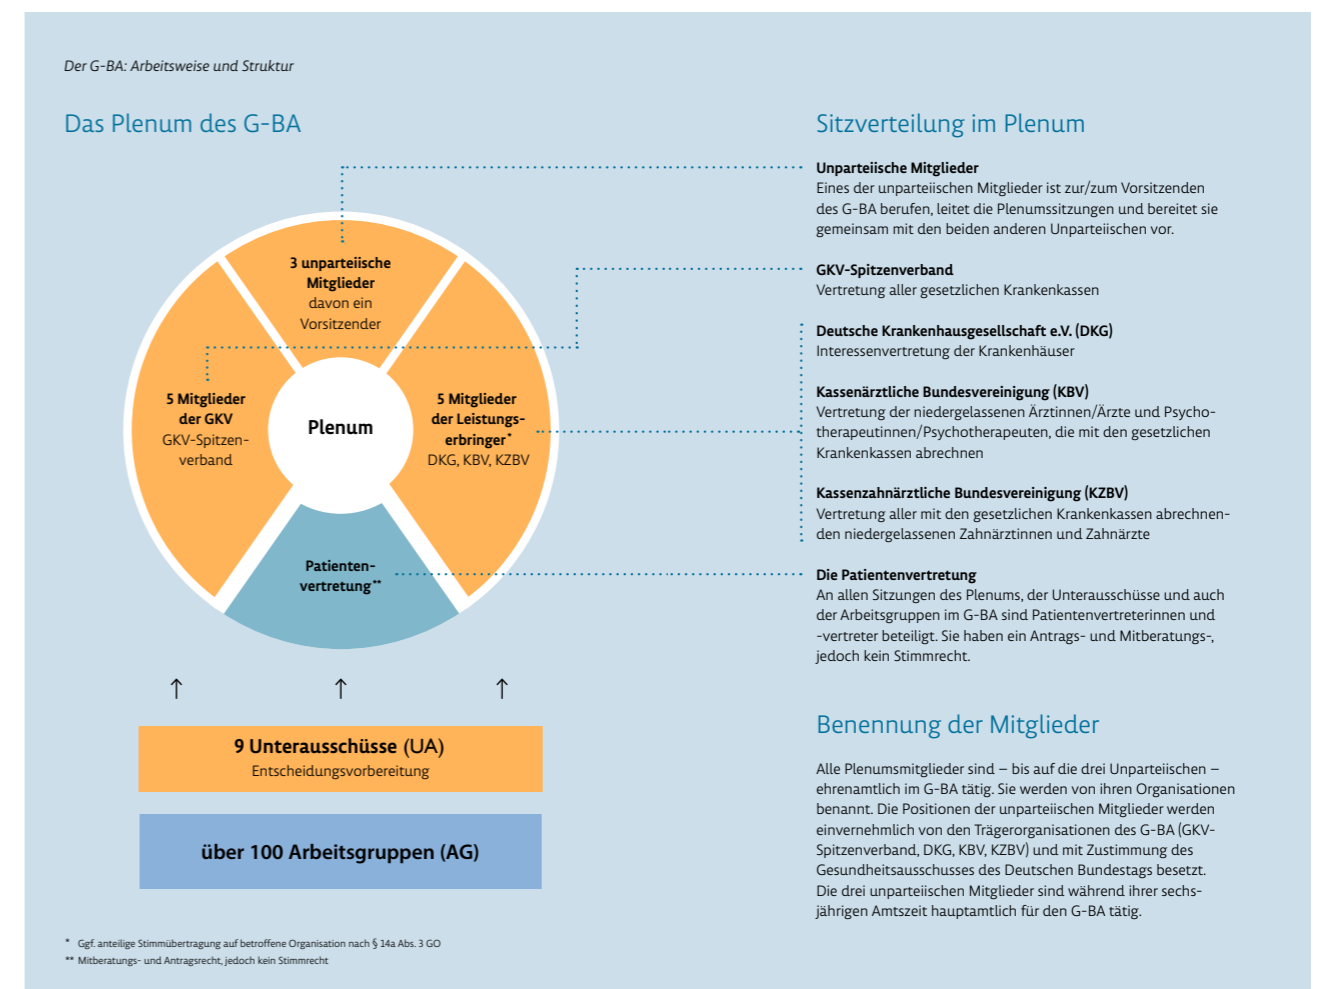 Der G-BA: Arbeitsweise und Struktur
Das Plenum des G-BA
3 unparteiische
Mitglieder
davon ein
Vorsitzender
5 Mitglieder
der GKV
GKV-Spitzen-
verband
Plenum
5 Mitglieder
der Leistungs-
erbringer*
DKG, KBV, KZBV
Patienten-
vertretung**
↑ ↑ ↑
9 Unterausschüsse (UA)
Entscheidungsvorbereitung
über 100 Arbeitsgruppen (AG)
* Ggf. anteilige Stimmübertragung auf betroffene Organisation nach § 14a Abs. 3 GO
** Mitberatungs- und Antragsrecht, jedoch kein Stimmrecht
Sitzverteilung im Plenum
Unparteiische Mitglieder
Eines der unparteiischen Mitglieder ist zur/zum Vorsitzenden
des G-BA berufen, leitet die Plenumssitzungen und bereitet sie
gemeinsam mit den beiden anderen Unparteiischen vor.
GKV-Spitzenverband
Vertretung aller gesetzlichen Krankenkassen
Deutsche Krankenhausgesellschaft e.V. (DKG)
Interessenvertretung der Krankenhäuser
Kassenärztliche Bundesvereinigung (KBV)
Vertretung der niedergelassenen Ärztinnen/Ärzte und Psycho-
therapeutinnen/Psychotherapeuten, die mit den gesetzlichen
Krankenkassen abrechnen
Kassenzahnärztliche Bundesvereinigung (KZBV)
Vertretung aller mit den gesetzlichen Krankenkassen abrechnen-
den niedergelassenen Zahnärztinnen und Zahnärzte
Die Patientenvertretung
An allen Sitzungen des Plenums, der Unterausschüsse und auch
der Arbeitsgruppen im G-BA sind Patientenvertreterinnen und
-vertreter beteiligt. Sie haben ein Antrags- und Mitberatungs-,
jedoch kein Stimmrecht.
Benennung der Mitglieder
Alle Plenumsmitglieder sind – bis auf die drei Unparteiischen –
ehrenamtlich im G-BA tätig. Sie werden von ihren Organisationen
benannt. Die Positionen der unparteiischen Mitglieder werden
einvernehmlich von den Trägerorganisationen des G-BA (GKV-
Spitzenverband, DKG, KBV, KZBV) und mit Zustimmung des
Gesundheitsausschusses des Deutschen Bundestags besetzt.
Die drei unparteiischen Mitglieder sind während ihrer sechs-
jährigen Amtszeit hauptamtlich für den G-BA tätig.